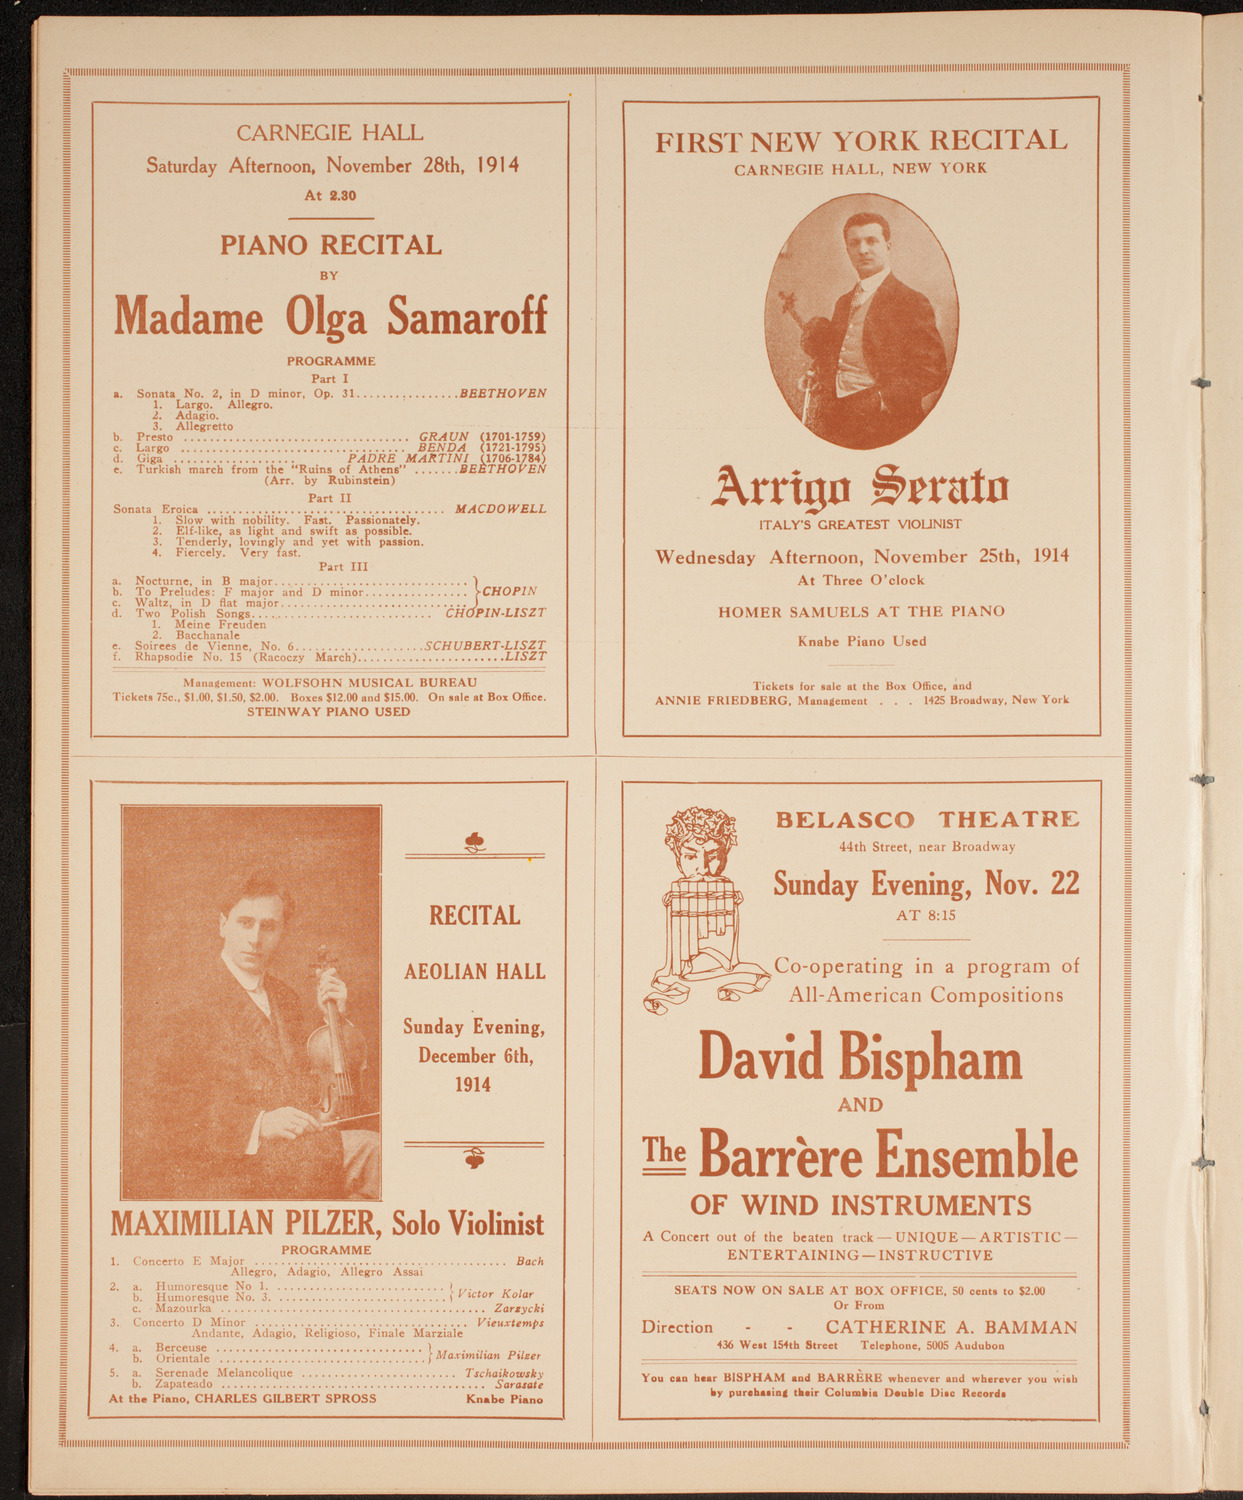 CARNEGIE HALL
Saturday Afternoon, November 28th, 1914
At 2.30
PIANO RECITAL
BY
Madame Olga Samaroff
PROGRAMME
Part I
a. Sonata No. 2, in D minor, Op. 31................BEETHOVEN
1. Largo. Allegro.
2. Adagio.
3. Allegretto
b. Presto ................................ GRAUN (1701-1759)
c. Largo ................................ BENDA (1721-1795)
d. Giga .................. PADRE MARTINI (1706-1784)
e. Turkish march from the "Ruins of Athens" .......BEETHOVEN
(Arr. by Rubinstein)
Part II
Sonata Eroica ................................. MACDOWELL
1. Slow with nobility. Fast. Passionately.
2. Elf-like, as light and swift as possible.
3. Tenderly, lovingly and yet with passion.
4. Fiercely. Very fast.
Part III
a. Nocturne, in B major............................
b. To Preludes: F major and D minor...............}CHOPIN
c. Waltz, in D flat major...........................
d. Two Polish Songs.......................... CHOPIN-LISZT
1. Meine Freuden
2. Bacchanale
e. Soirees de Vienne, No. 6...................SCHUBERT-LISZT
f. Rhapsodie No. 15 (Racoczy March)......................LISZT
Management: WOLFSOHN MUSICAL BUREAU
Tickets 75c., $1.00, $1.50, $2.00. Boxes $12.00 and $15.00. On sale at Box Office.
STEINWAY PIANO USED
FIRST NEW YORK RECITAL
CARNEGIE HALL, NEW YORK
Arrigo Serato
ITALY'S GREATEST VIOLINIST
Wednesday Afternoon, November 25th, 1914
At Three O'clock
HOMER SAMUELS AT THE PIANO
Knabe Piano Used
Tickets for sale at the Box Office, and
ANNIE FRIEDBERG, Management . . . 1425 Broadway, New York
RECITAL
AEOLIAN HALL
Sunday Evening,
December 6th,
1914
MAXIMILIAN PILZER, Solo Violinist
PROGRAMME
1. Concerto E Major ..................................... Bach
Allegro, Adagio, Allegro Assai
2. a. Humoresque No 1. ........................
b. Humoresque No. 3. ........................} Victor Kolar
c. Mazourka ....................................... Zarzycki
3. Concerto D Minor ............................... Vieuxtemps
Andante, Adagio, Religioso, Finale Marziale
4. a. Berceuse ..........................
b. Orientale ..............................} Maximilian Pilzer
5. a. Serenade Melancolique ...................... Tschaikowsky
b. Zapateado ...................................... Sarasate
At the Piano, CHARLES GILBERT SPROSS Knabe Piano
BELASCO THEATRE
44th Street, near Broadway
Sunday Evening, Nov. 22
AT 8:15
Co-operating in a program of
All-American Compositions
David Bispham
AND
The Barrère Ensemble
OF WIND INSTRUMENTS
A Concert out of the beaten track — UNIQUE — ARTISTIC —
ENTERTAINING — INSTRUCTIVE
SEATS NOW ON SALE AT BOX OFFICE, 50 cents to $2.00
Or From
Direction - - CATHERINE A. BAMMAN
436 West 154th Street Telephone, 5005 Audubon
You can hear BISPHAM and BARRÈRE whenever and wherever you wish
by purchasing their Columbia Double Disc Records